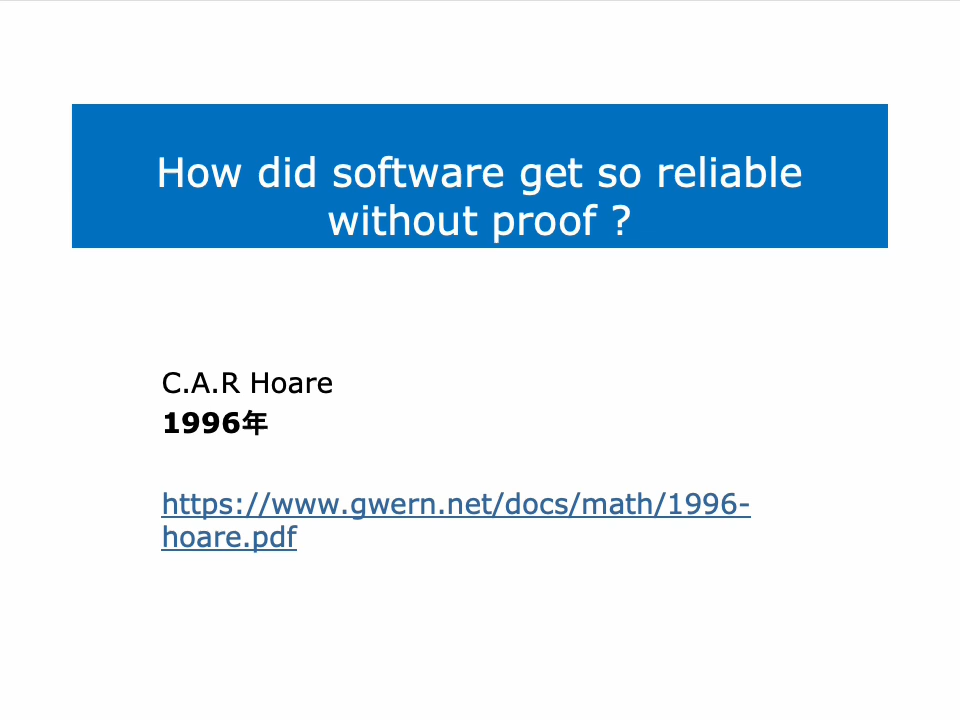 How did software get so reliable
without proof ?
C.A.R Hoare
1996年
https://www.gwern.net/docs/math/1996-
hoare.pdf